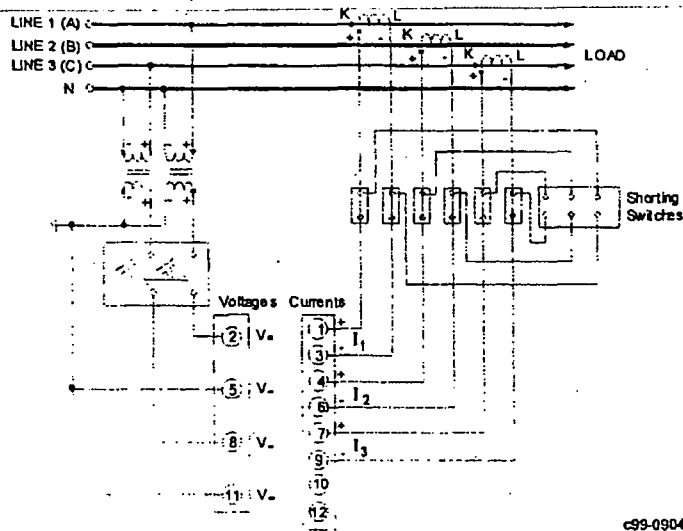 LINE 1 (A)
LINE 2 (B)
LINE 3 (C)
N
K L
+ -
K L
+ -
K L
+ -
LOAD
+ +
+ +
Shorting
Switches
Voltages Currents
2 V
1 +
I1
3 -
4 +
5 V
I2
6 -
7 +
8 V
I3
9 -
10
11 V
12
c99-0904